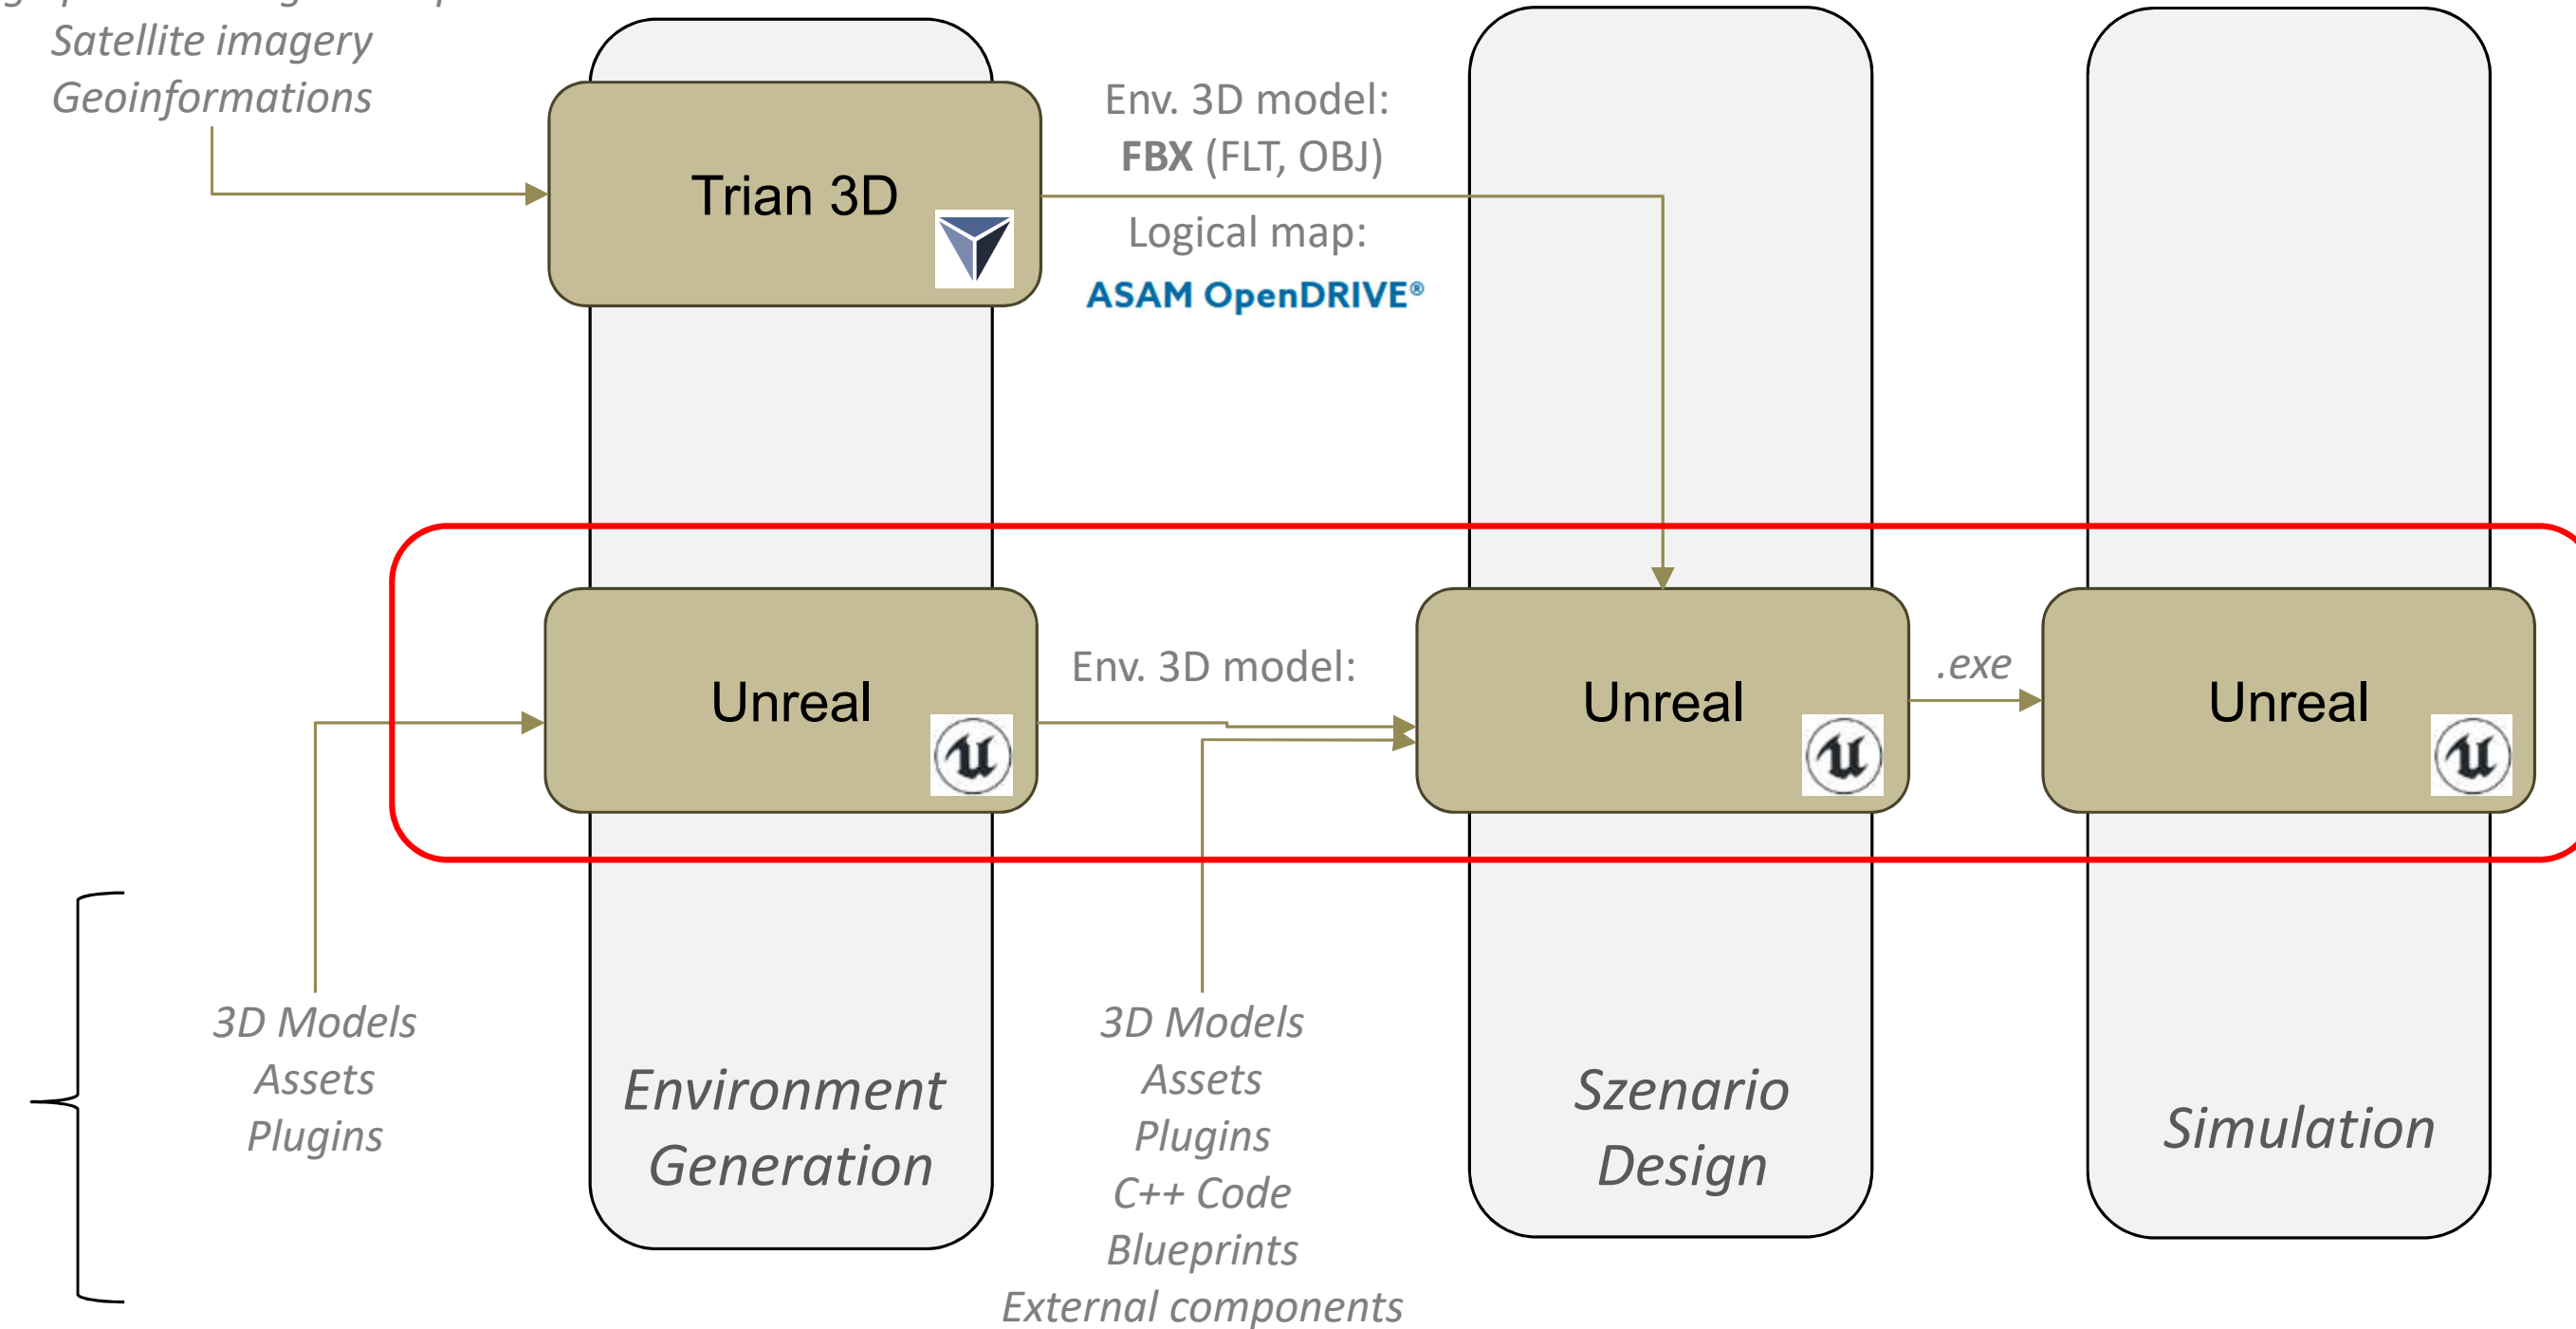 Satellite imagery
Geoinformations
Trian 3D
Env. 3D model:
FBX (FLT, OBJ)
Logical map:
ASAM OpenDRIVE®
Unreal
Env. 3D model:
Unreal
.exe
Unreal
3D Models
Assets
Plugins
Environment
Generation
3D Models
Assets
Plugins
C++ Code
Blueprints
External components
Szenario
Design
Simulation